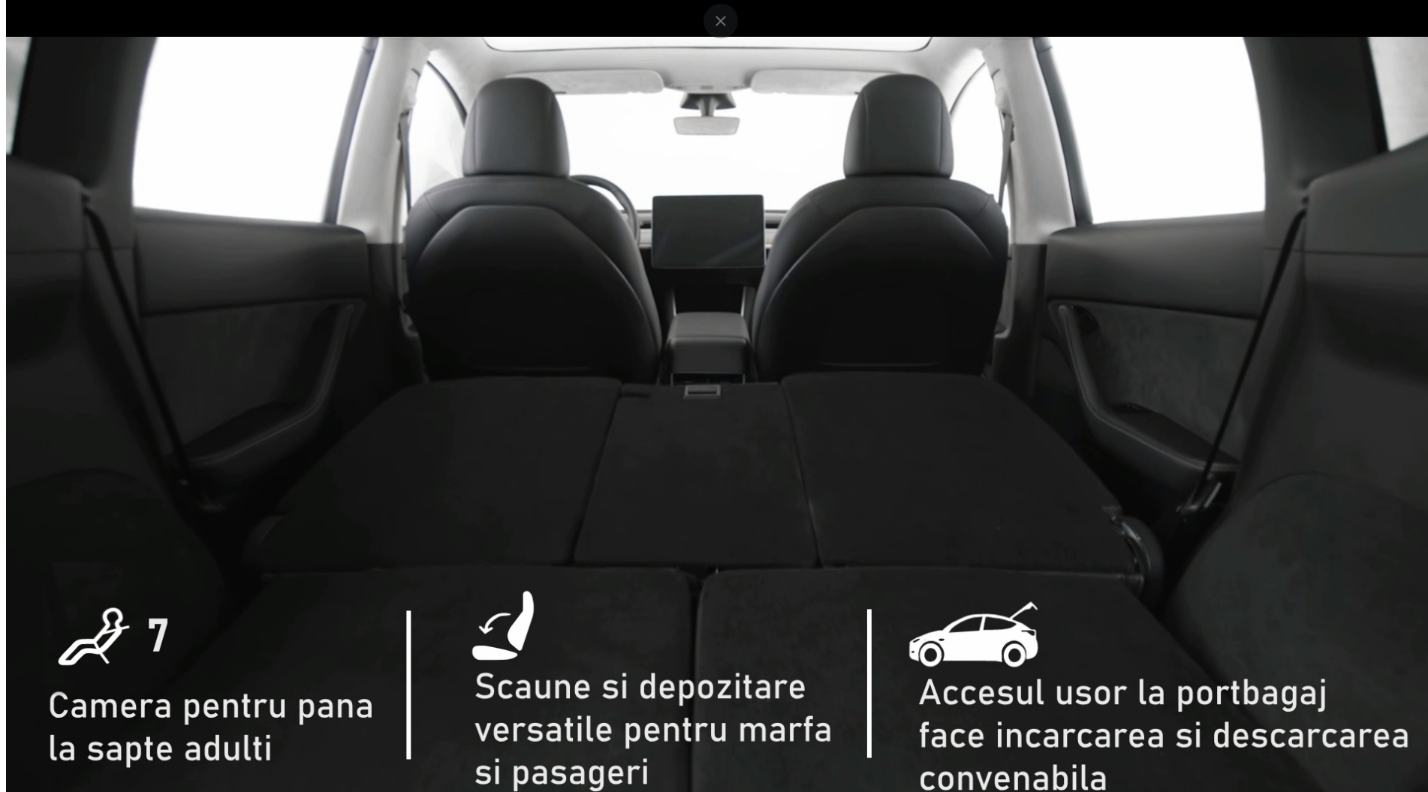 7
Camera pentru pana
la sapte adulti
Scaune si depozitare
versatile pentru marfa
si pasageri
Accesul usor la portbagaj
face incarcarea si descarcarea
convenabila